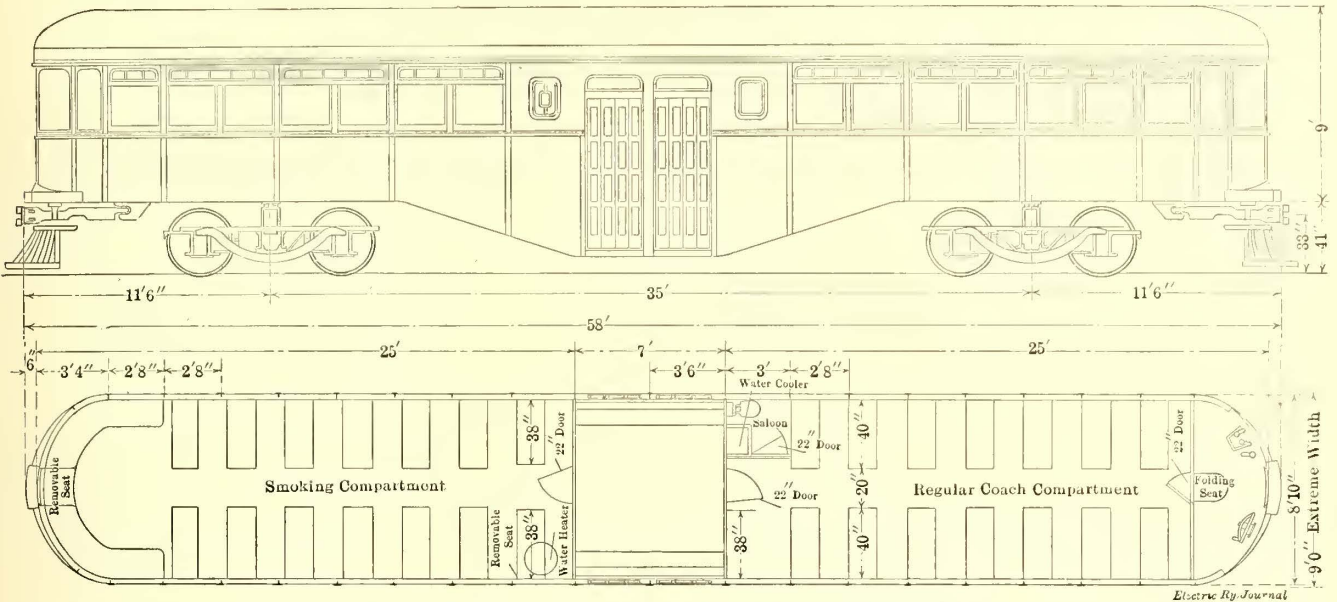 9'
33"
41"
11'6"
35'
11'6"
58'
6"
25'
7'
25'
3'4"
2'8"
2'8"
3'6"
3'
2'8"
Water Cooler
Saloon
22" Door
38"
22" Door
40"
22" Door
Removable
Seat
Smoking Compartment
22" Door
20"
Regular Coach Compartment
Folding
Seat
Removable
Seat
38"
Water Heater
38"
40"
8'10"
9'0" Extreme Width
Electric Ry. Journal